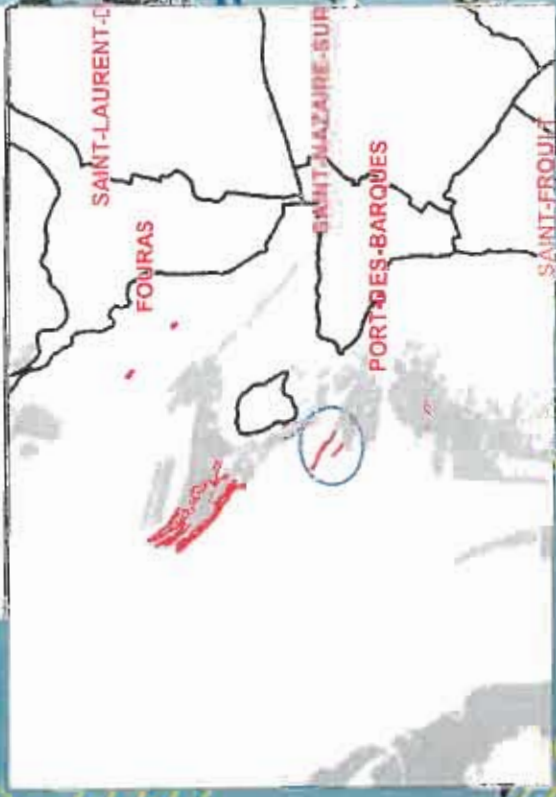 SAINT-LAURENT-D
FOURAS
SAINT-NAZAIRE-SUR
PORT-DES-BARQUES
SAINT-FROULT